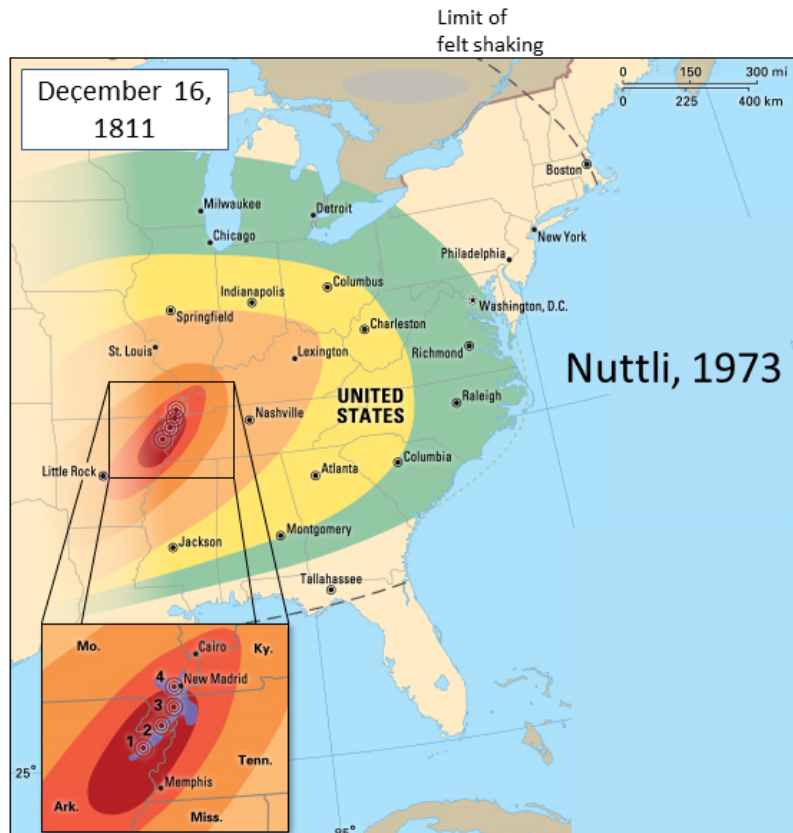 Limit of
felt shaking
December 16,
1811
0 150 300 mi
0 225 400 km
Boston
Milwaukee
Detroit
Chicago
New York
Philadelphia
Columbus
Indianapolis
Washington, D.C.
Springfield
Charleston
St. Louis
Lexington
Richmond
Nuttli, 1973
UNITED
STATES
Raleigh
Nashville
Little Rock
Columbia
Atlanta
Montgomery
Jackson
Tallahassee
Mo.
Cairo
Ky.
4
New Madrid
3
2
1
Tenn.
25°
Memphis
Ark.
Miss.
85°